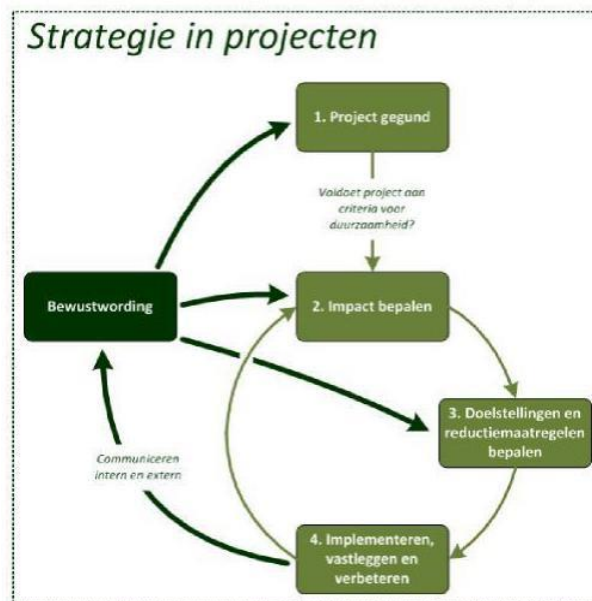 Strategie in projecten
1. Project gegund
Voldoet project aan
criteria voor
duurzaamheid?
Bewustwording
2. Impact bepalen
3. Doelstellingen en
reductiemaatregelen
bepalen
Communiceren
intern en extern
4. Implementeren,
vastleggen en
verbeteren